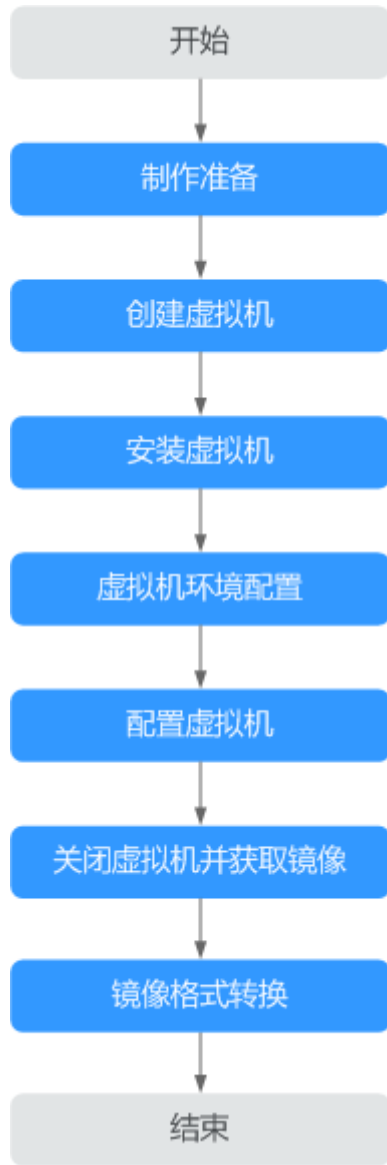 开始
制作准备
创建虚拟机
安装虚拟机
虚拟机环境配置
配置虚拟机
关闭虚拟机并获取镜像
镜像格式转换
结束